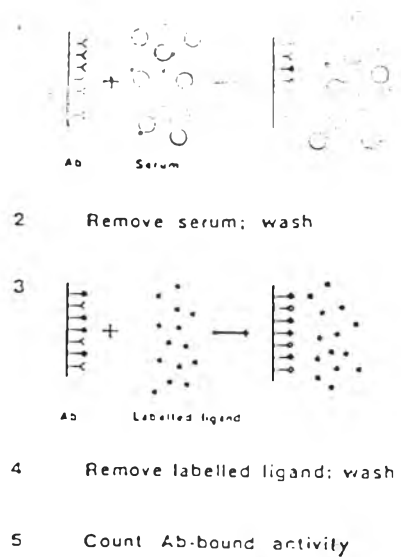 +
Ab Serum
2 Remove serum; wash
3
+
Ab Labelled ligand
4 Remove labelled ligand; wash
5 Count Ab-bound activity